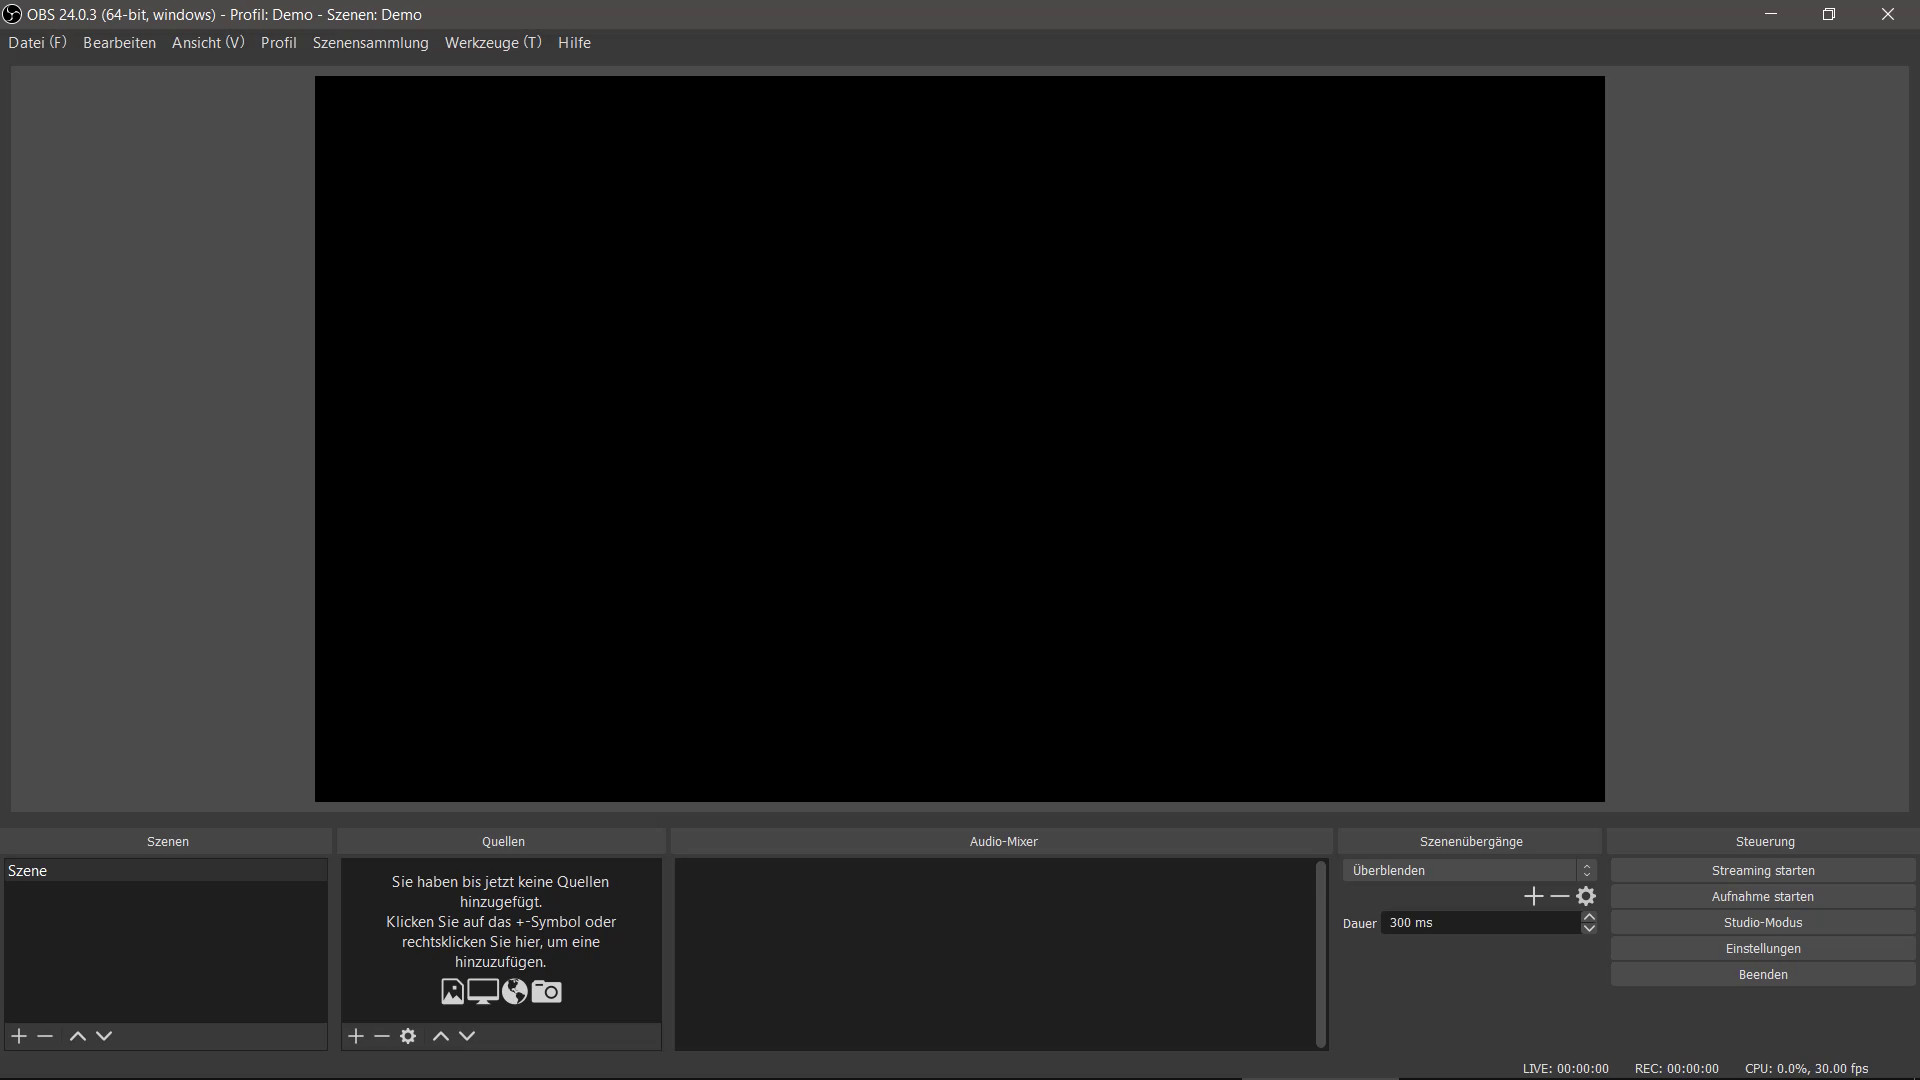 OBS 24.0.3 (64-bit, windows) - Profil: Demo - Szenen: Demo
Datei (F) Bearbeiten Ansicht (V) Profil Szenensammlung Werkzeuge (T) Hilfe
Szenen
Szene
Quellen
Sie haben bis jetzt keine Quellen
hinzugefügt.
Klicken Sie auf das +-Symbol oder
rechtsklicken Sie hier, um eine
hinzuzufügen.
Audio-Mixer
Szenenübergänge
Überblenden
Dauer 300 ms
Steuerung
Streaming starten
Aufnahme starten
Studio-Modus
Einstellungen
Beenden
LIVE: 00:00:00 REC: 00:00:00 CPU: 0.0%, 30.00 fps